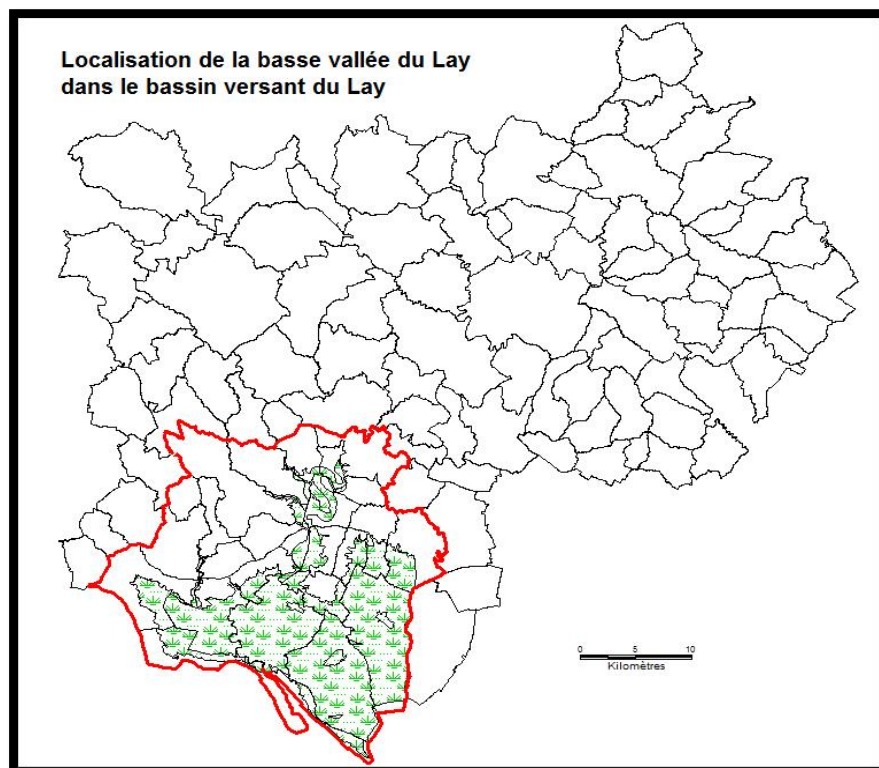 Localisation de la basse vallée du Lay
dans le bassin versant du Lay
0 5 10
Kilomètres